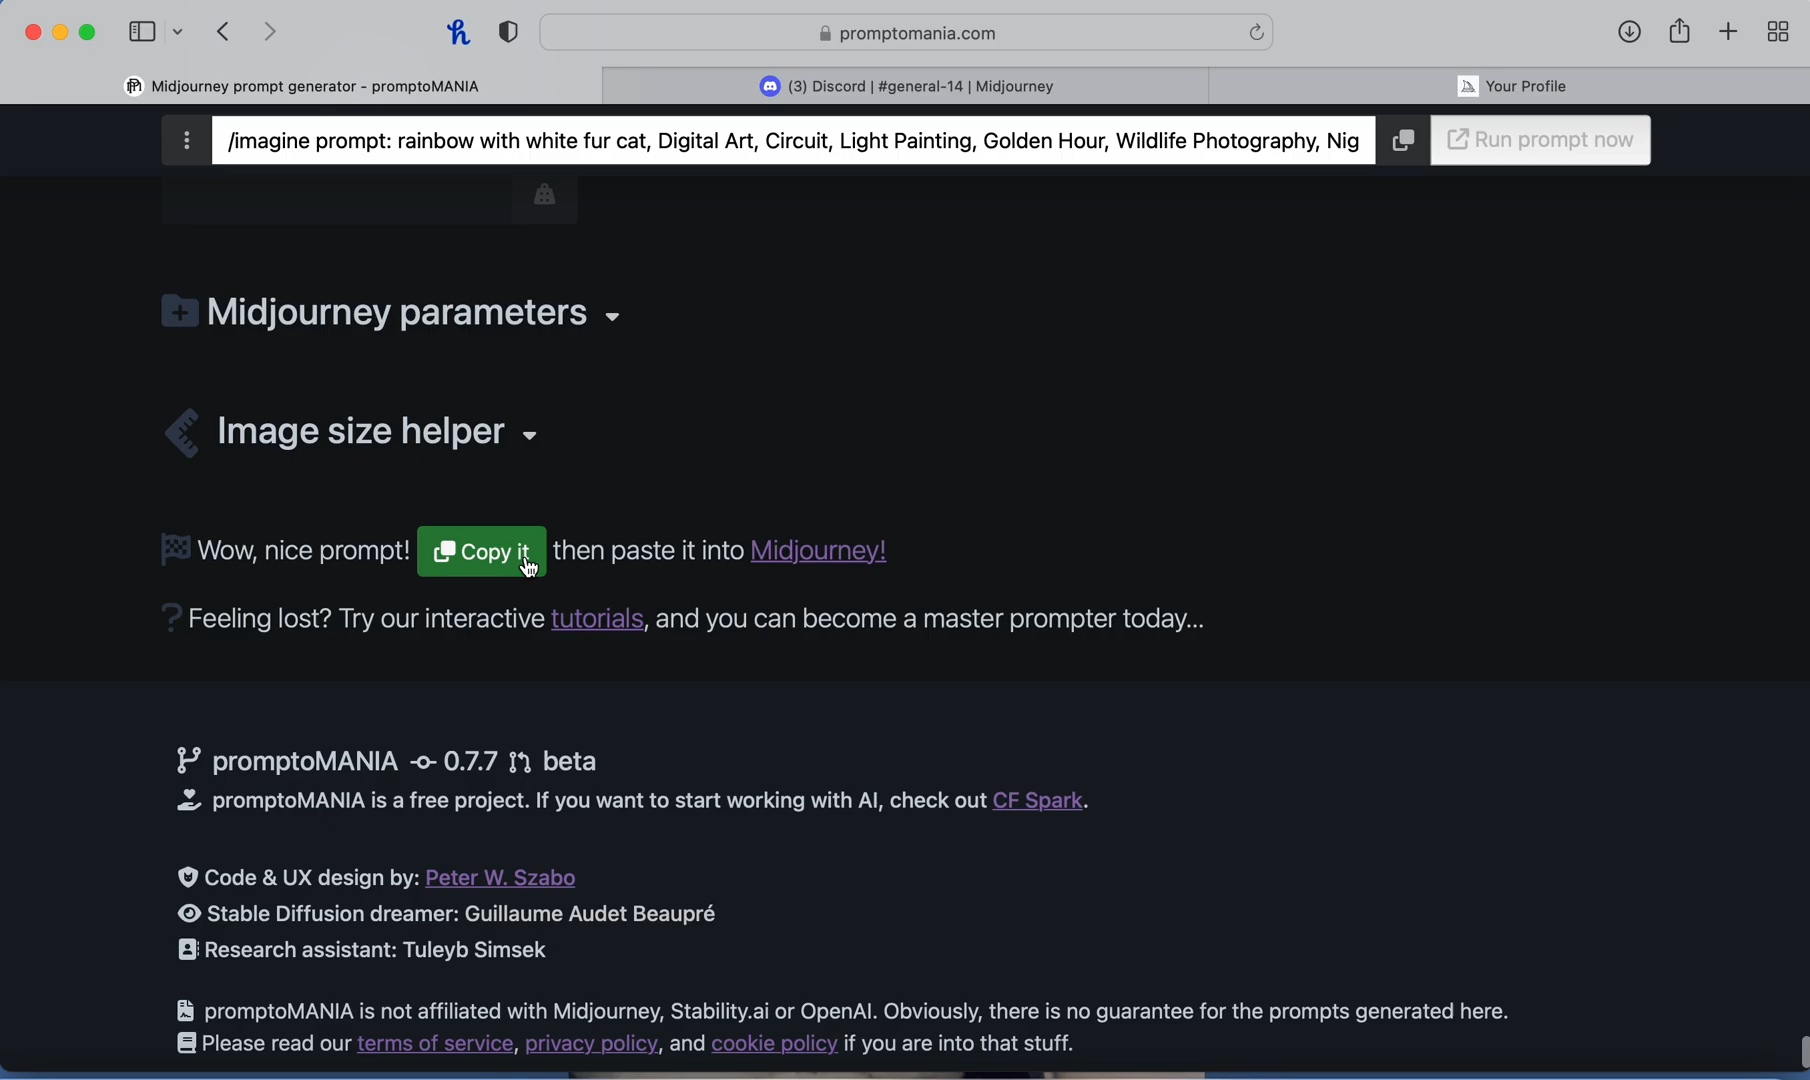 promptomania.com
Midjourney prompt generator - promptoMANIA
(3) Discord | #general-14 | Midjourney
Your Profile
/imagine prompt: rainbow with white fur cat, Digital Art, Circuit, Light Painting, Golden Hour, Wildlife Photography, Nig
Run prompt now
Midjourney parameters
Image size helper
Wow, nice prompt! Copy it then paste it into Midjourney!
Feeling lost? Try our interactive tutorials, and you can become a master prompter today...
promptoMANIA 0.7.7 beta
promptoMANIA is a free project. If you want to start working with AI, check out CF Spark.
Code & UX design by: Peter W. Szabo
Stable Diffusion dreamer: Guillaume Audet Beaupré
Research assistant: Tuleyb Simsek
promptoMANIA is not affiliated with Midjourney, Stability.ai or OpenAI. Obviously, there is no guarantee for the prompts generated here.
Please read our terms of service, privacy policy, and cookie policy if you are into that stuff.